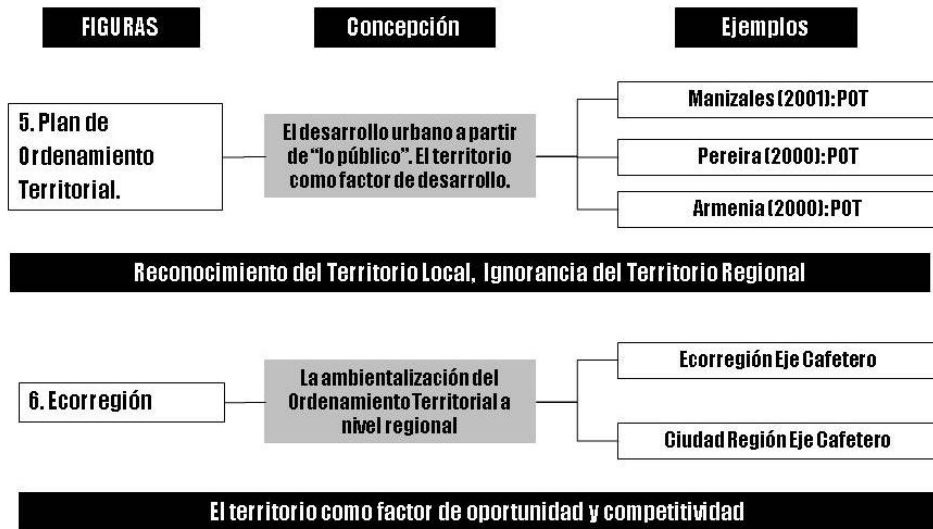 FIGURAS
Concepción
Ejemplos
5. Plan de
Ordenamiento
Territorial.
El desarrollo urbano a partir
de “lo público”. El territorio
como factor de desarrollo.
Manizales (2001): POT
Pereira (2000): POT
Armenia (2000): POT
Reconocimiento del Territorio Local, Ignorancia del Territorio Regional
6. Ecorregión
La ambientalización del
Ordenamiento Territorial a
nivel regional
Ecorregión Eje Cafetero
Ciudad Región Eje Cafetero
El territorio como factor de oportunidad y competitividad